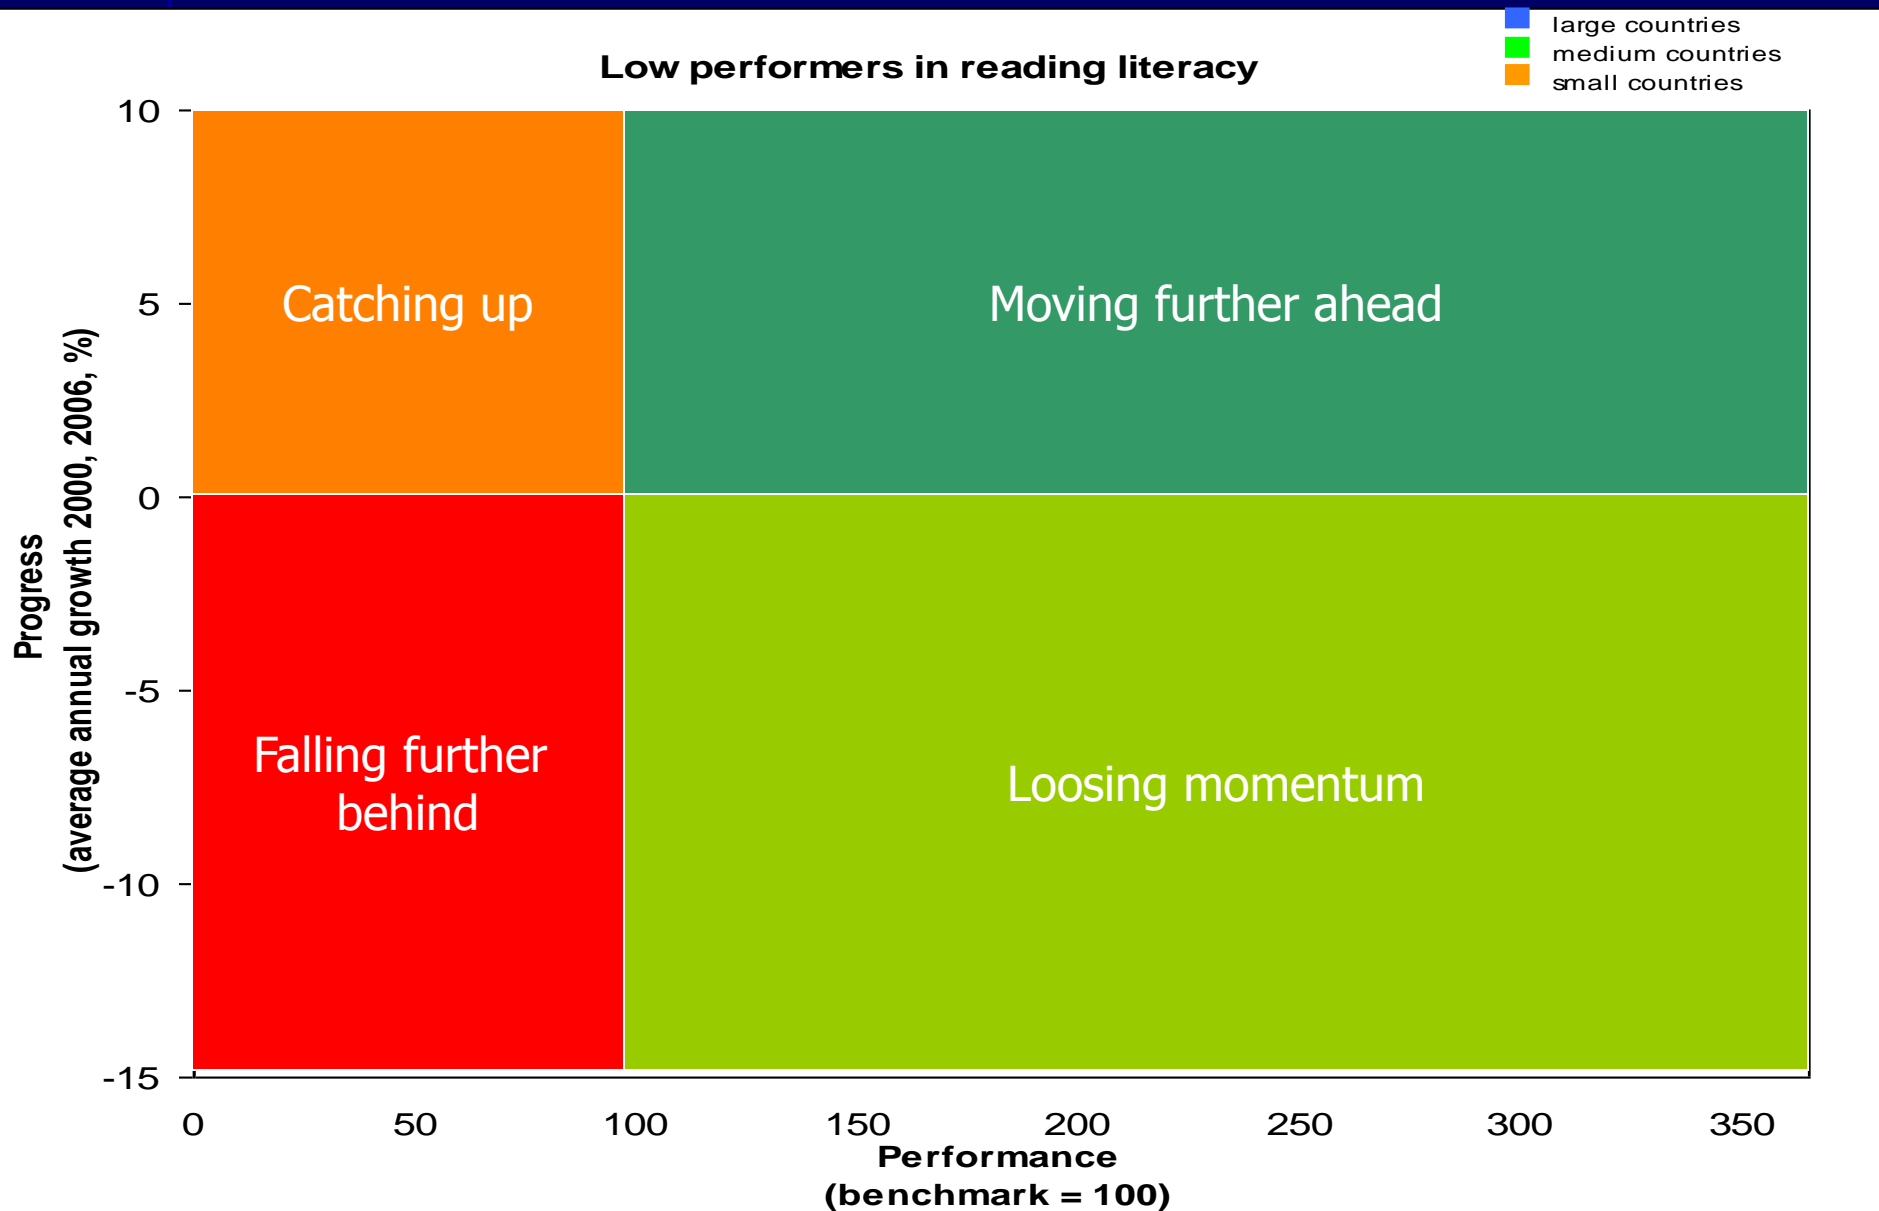 large countries
medium countries
small countries
Low performers in reading literacy
10
5
0
-5
-10
-15
Progress
(average annual growth 2000, 2006, %)
Catching up
Moving further ahead
Falling further
behind
Loosing momentum
0 50 100 150 200 250 300 350
Performance
(benchmark = 100)